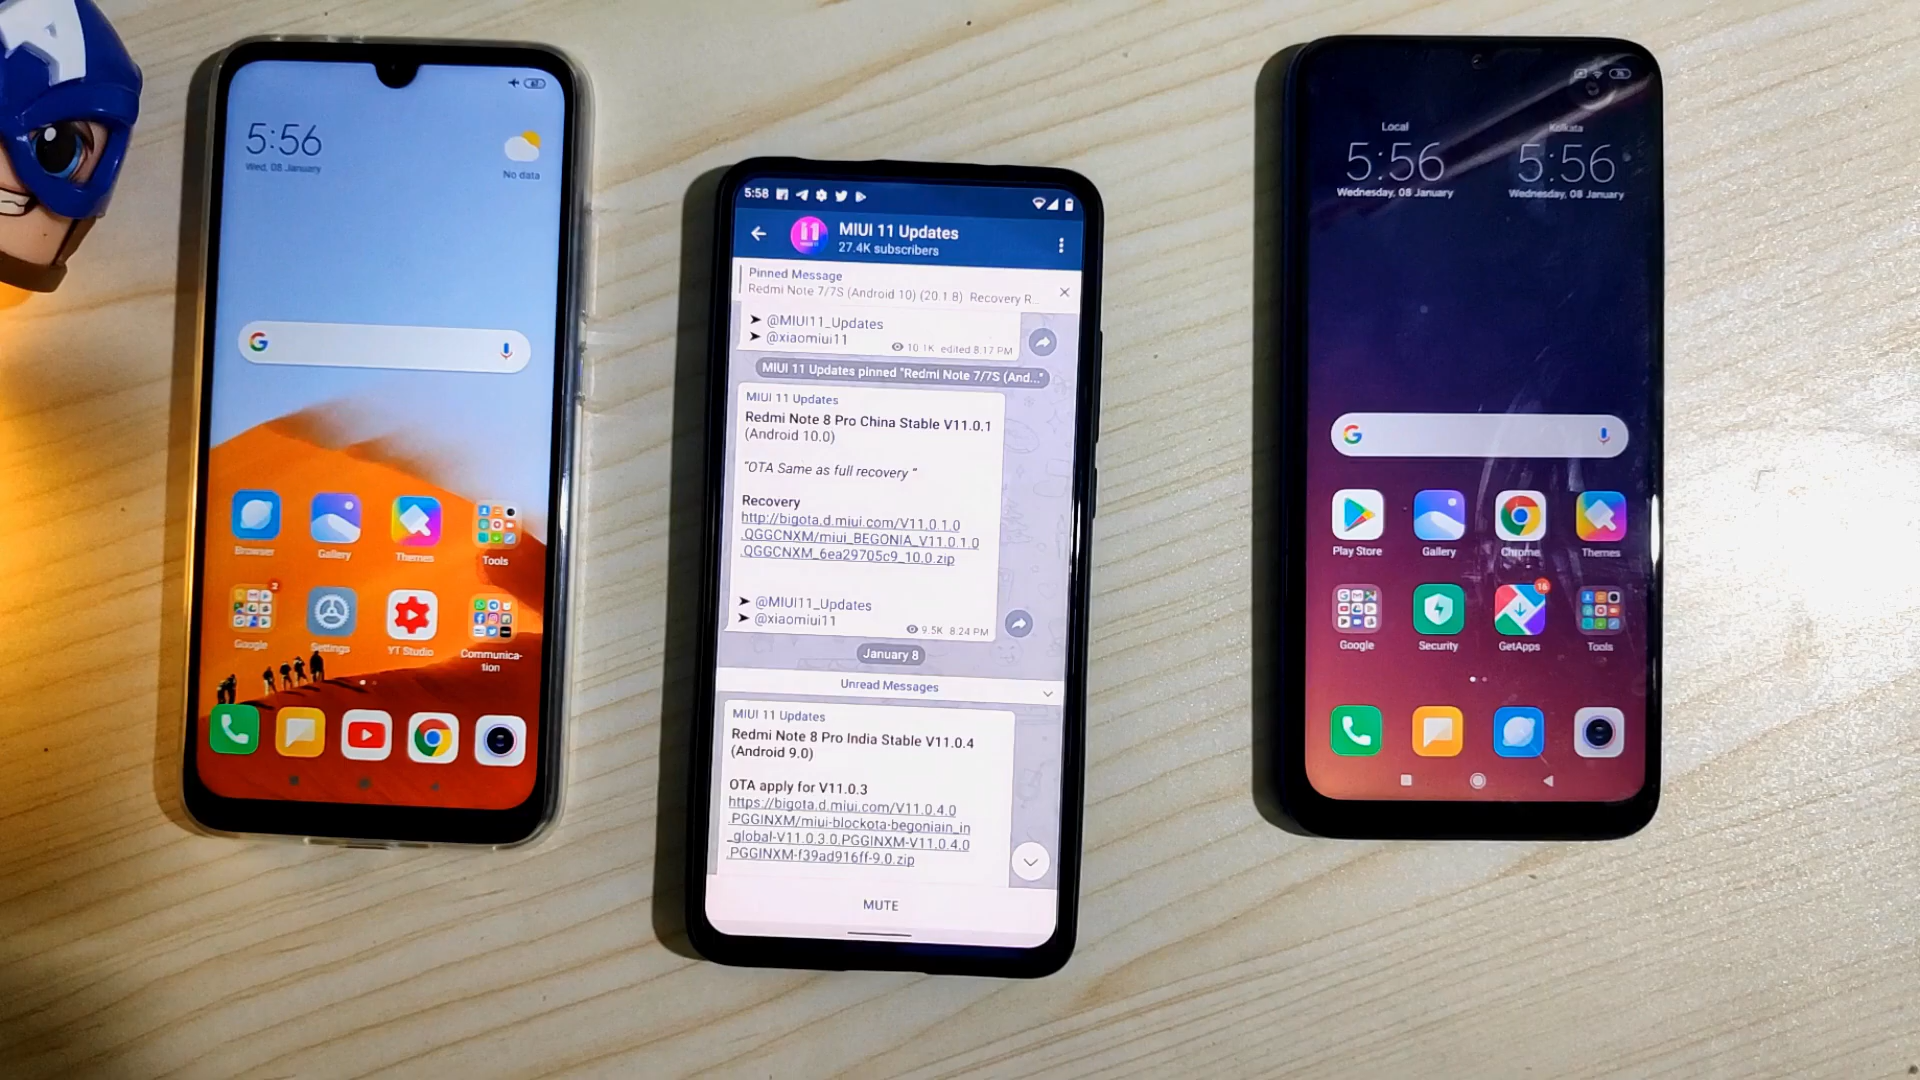 5:56
Wed, 08 January
No data
Browser
Gallery
Themes
Tools
2
Google
Settings
YT Studio
Communica-
tion
5:58
11
MIUI 11 Updates
27.4K subscribers
Pinned Message
Redmi Note 7/7S (Android 10) (20.1.8) Recovery R...
➤ @MIUI11_Updates
➤ @xiaomiui11
10.1K edited 8:17 PM
MIUI 11 Updates pinned "Redmi Note 7/7S (And..."
MIUI 11 Updates
Redmi Note 8 Pro China Stable V11.0.1
(Android 10.0)
"OTA Same as full recovery "
Recovery
http://bigota.d.miui.com/V11.0.1.0
.QGGCNXM/miui_BEGONIA_V11.0.1.0
.QGGCNXM_6ea29705c9_10.0.zip
➤ @MIUI11_Updates
➤ @xiaomiui11
9.5K 8:24 PM
January 8
Unread Messages
MIUI 11 Updates
Redmi Note 8 Pro India Stable V11.0.4
(Android 9.0)
OTA apply for V11.0.3
https://bigota.d.miui.com/V11.0.4.0
.PGGINXM/miui-blockota-begoniain_in
_global-V11.0.3.0.PGGINXM-V11.0.4.0
.PGGINXM-f39ad916ff-9.0.zip
MUTE
Local
Kolkata
5:56
5:56
Wednesday, 08 January
Wednesday, 08 January
Play Store
Gallery
Chrome
Themes
16
Google
Security
GetApps
Tools